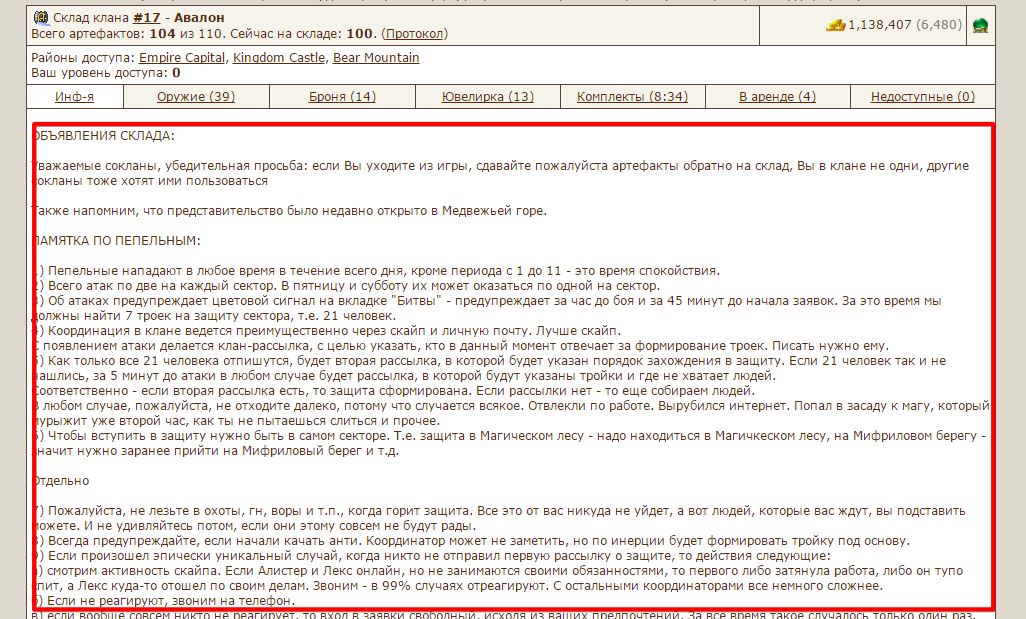 Склад клана #17 - Авалон
1,138,407 (6,480)
Всего артефактов: 104 из 110. Сейчас на складе: 100. (Протокол)
Районы доступа: Empire Capital, Kingdom Castle, Bear Mountain
Ваш уровень доступа: 0
Инф-я Оружие (39) Броня (14) Ювелирка (13) Комплекты (8:34) В аренде (4) Недоступные (0)
ОБЪЯВЛЕНИЯ СКЛАДА:
Уважаемые сокланы, убедительная просьба: если Вы уходите из игры, сдавайте пожалуйста артефакты обратно на склад, Вы в клане не одни, другие
сокланы тоже хотят ими пользоваться
Также напомним, что представительство было недавно открыто в Медвежьей горе.
ПАМЯТКА ПО ПЕПЕЛЬНЫМ:
1) Пепельные нападают в любое время в течение всего дня, кроме периода с 1 до 11 - это время спокойствия.
2) Всего атак по две на каждый сектор. В пятницу и субботу их может оказаться по одной на сектор.
3) Об атаках предупреждает цветовой сигнал на вкладке "Битвы" - предупреждает за час до боя и за 45 минут до начала заявок. За это время мы
должны найти 7 троек на защиту сектора, т.е. 21 человек.
4) Координация в клане ведется преимущественно через скайп и личную почту. Лучше скайп.
С появлением атаки делается клан-рассылка, с целью указать, кто в данный момент отвечает за формирование троек. Писать нужно ему.
5) Как только все 21 человека отпишутся, будет вторая рассылка, в которой будет указан порядок захождения в защиту. Если 21 человек так и не
нашлись, за 5 минут до атаки в любом случае будет рассылка, в которой будут указаны тройки и где не хватает людей.
Соответственно - если вторая рассылка есть, то защита сформирована. Если рассылки нет - то еще собираем людей.
В любом случае, пожалуйста, не отходите далеко, потому что случается всякое. Отвлекли по работе. Вырубился интернет. Попал в засаду к магу, который
мурыжит уже второй час, как ты не пытаешься слиться и прочее.
6) Чтобы вступить в защиту нужно быть в самом секторе. Т.е. защита в Магическом лесу - надо находиться в Магичкеском лесу, на Мифриловом берегу -
значит нужно заранее прийти на Мифриловый берег и т.д.
Отдельно
7) Пожалуйста, не лезьте в охоты, гн, воры и т.п., когда горит защита. Все это от вас никуда не уйдет, а вот людей, которые вас ждут, вы подставить
можете. И не удивляйтесь потом, если они этому совсем не будут рады.
8) Всегда предупреждайте, если начали качать анти. Координатор может не заметить, но по инерции будет формировать тройку под основу.
9) Если произошел эпически уникальный случай, когда никто не отправил первую рассылку о защите, то действия следующие:
а) смотрим активность скайпа. Если Алистер и Лекс онлайн, но не занимаются своими обязанностями, то первого либо затянула работа, либо он тупо
спит, а Лекс куда-то отошел по своим делам. Звоним - в 99% случаях отреагируют. С остальными координаторами все немного сложнее.
б) Если не реагируют, звоним на телефон.
в) если вообще совсем никто не реагирует, то вход в заявки свободный, исходя из ваших предпочтений. За все время такое случалось только один раз.